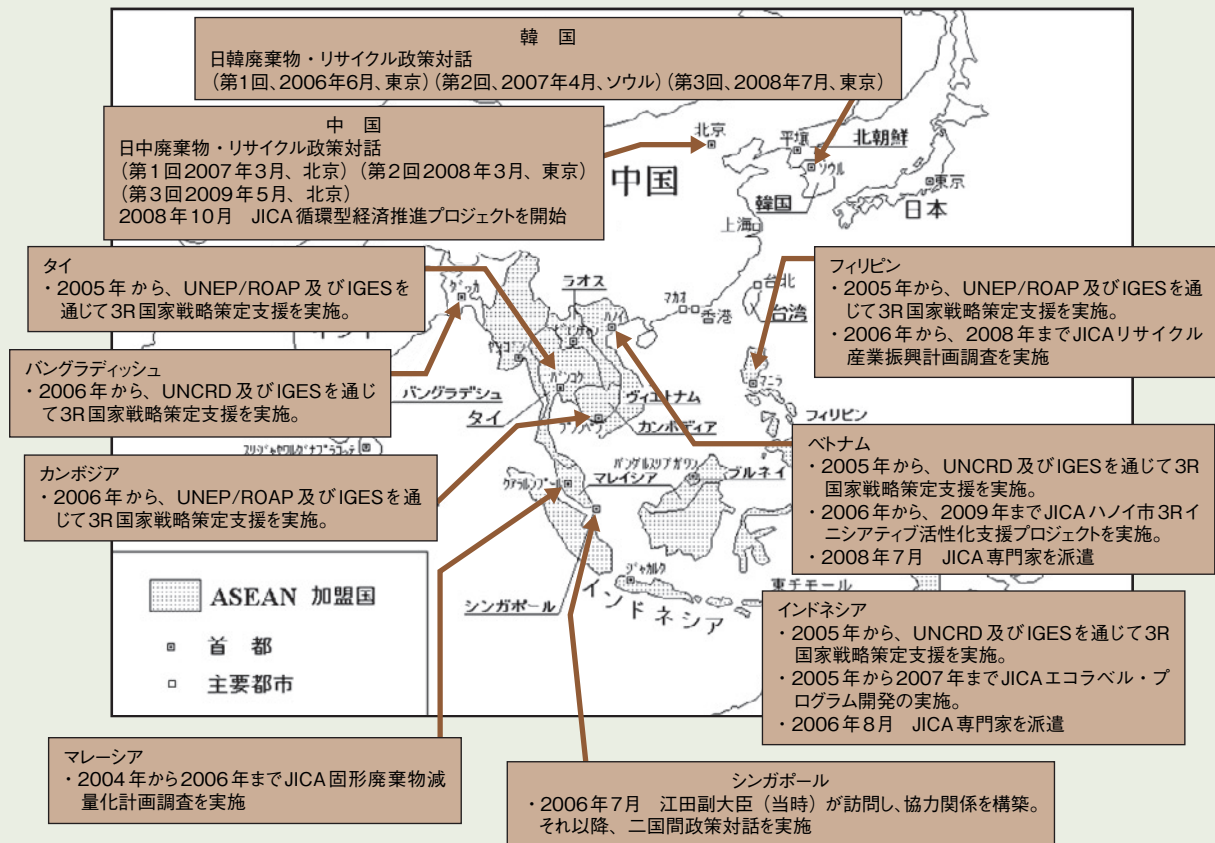 韓　国
日韓廃棄物・リサイクル政策対話
（第1回、2006年6月、東京）（第2回、2007年4月、ソウル）（第3回、2008年7月、東京）
中　国
日中廃棄物・リサイクル政策対話
（第1回2007年3月、北京）（第2回2008年3月、東京）
（第3回2009年5月、北京）
2008年10月　JICA循環型経済推進プロジェクトを開始
北京
平壌
北朝鮮
ソウル
中国
韓国
東京
日本
上海
タイ
・2005年から、UNEP/ROAP及びIGESを
通じて3R国家戦略策定支援を実施。
ダッカ
ラオス
ハノイ
マカオ
香港
台北
台湾
フィリピン
・2005年から、UNEP/ROAP及びIGESを通
じて3R国家戦略策定支援を実施。
・2006年から、2008年までJICAリサイクル
産業振興計画調査を実施
バングラディッシュ
・2006年から、UNCRD及びIGESを通じ
て3R国家戦略策定支援を実施。
バンコク
バングラデシュ
タイ
ヴィエトナム
カンボディア
プノンペン
マニラ
フィリピン
カンボジア
・2006年から、UNEP/ROAP及びIGESを通
じて3R国家戦略策定支援を実施。
クアラルンプール
バンダルスリブガワン
マレイシア
ブルネイ
ベトナム
・2005年から、UNCRD及びIGESを通じて3R
国家戦略策定支援を実施。
・2006年から、2009年までJICAハノイ市3Rイ
ニシアティブ活性化支援プロジェクトを実施。
・2008年7月　JICA専門家を派遣
ASEAN 加盟国
首　都
主要都市
シンガポール
ジャカルタ
インドネシア
東チモール
インドネシア
・2005年から、UNCRD及びIGESを通じて3R
国家戦略策定支援を実施。
・2005年から2007年までJICAエコラベル・プ
ログラム開発の実施。
・2006年8月　JICA専門家を派遣
マレーシア
・2004年から2006年までJICA固形廃棄物減
量化計画調査を実施
シンガポール
・2006年7月　江田副大臣（当時）が訪問し、協力関係を構築。
それ以降、二国間政策対話を実施